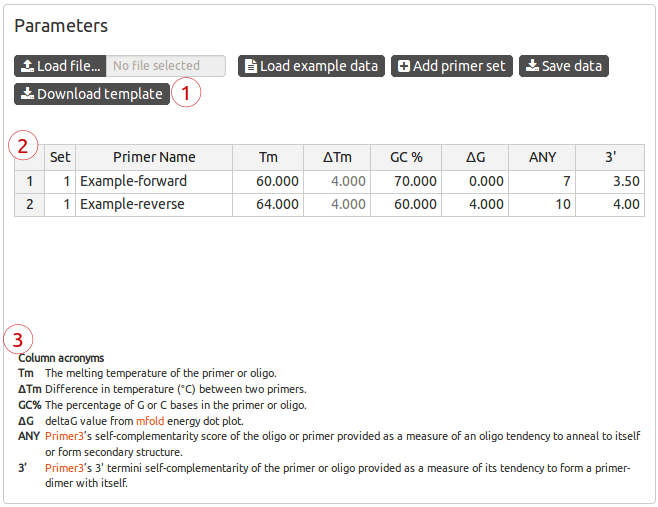 Parameters
Load file... No file selected Load example data Add primer set Save data
Download template 1
2 Set Primer Name Tm ΔTm GC % ΔG ANY 3'
1 1 Example-forward 60.000 4.000 70.000 0.000 7 3.50
2 1 Example-reverse 64.000 4.000 60.000 4.000 10 4.00
3
Column acronyms
Tm The melting temperature of the primer or oligo.
ΔTm Difference in temperature (°C) between two primers.
GC% The percentage of G or C bases in the primer or oligo.
ΔG deltaG value from mfold energy dot plot.
ANY Primer3's self-complementarity score of the oligo or primer provided as a measure of an oligo tendency to anneal to itself
or form secondary structure.
3' Primer3's 3' termini self-complementarity of the primer or oligo provided as a measure of its tendency to form a primer-
dimer with itself.